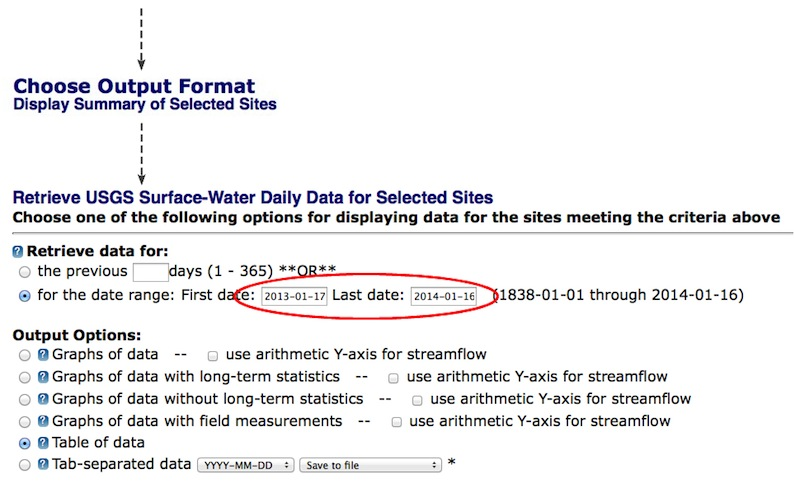 Choose Output Format
Display Summary of Selected Sites
Retrieve USGS Surface-Water Daily Data for Selected Sites
Choose one of the following options for displaying data for the sites meeting the criteria above
? Retrieve data for:
the previous days (1 - 365) **OR**
for the date range: First date: 2013-01-17 Last date: 2014-01-16 (1838-01-01 through 2014-01-16)
Output Options:
? Graphs of data -- use arithmetic Y-axis for streamflow
? Graphs of data with long-term statistics -- use arithmetic Y-axis for streamflow
? Graphs of data without long-term statistics -- use arithmetic Y-axis for streamflow
? Graphs of data with field measurements -- use arithmetic Y-axis for streamflow
? Table of data
? Tab-separated data YYYY-MM-DD Save to file *